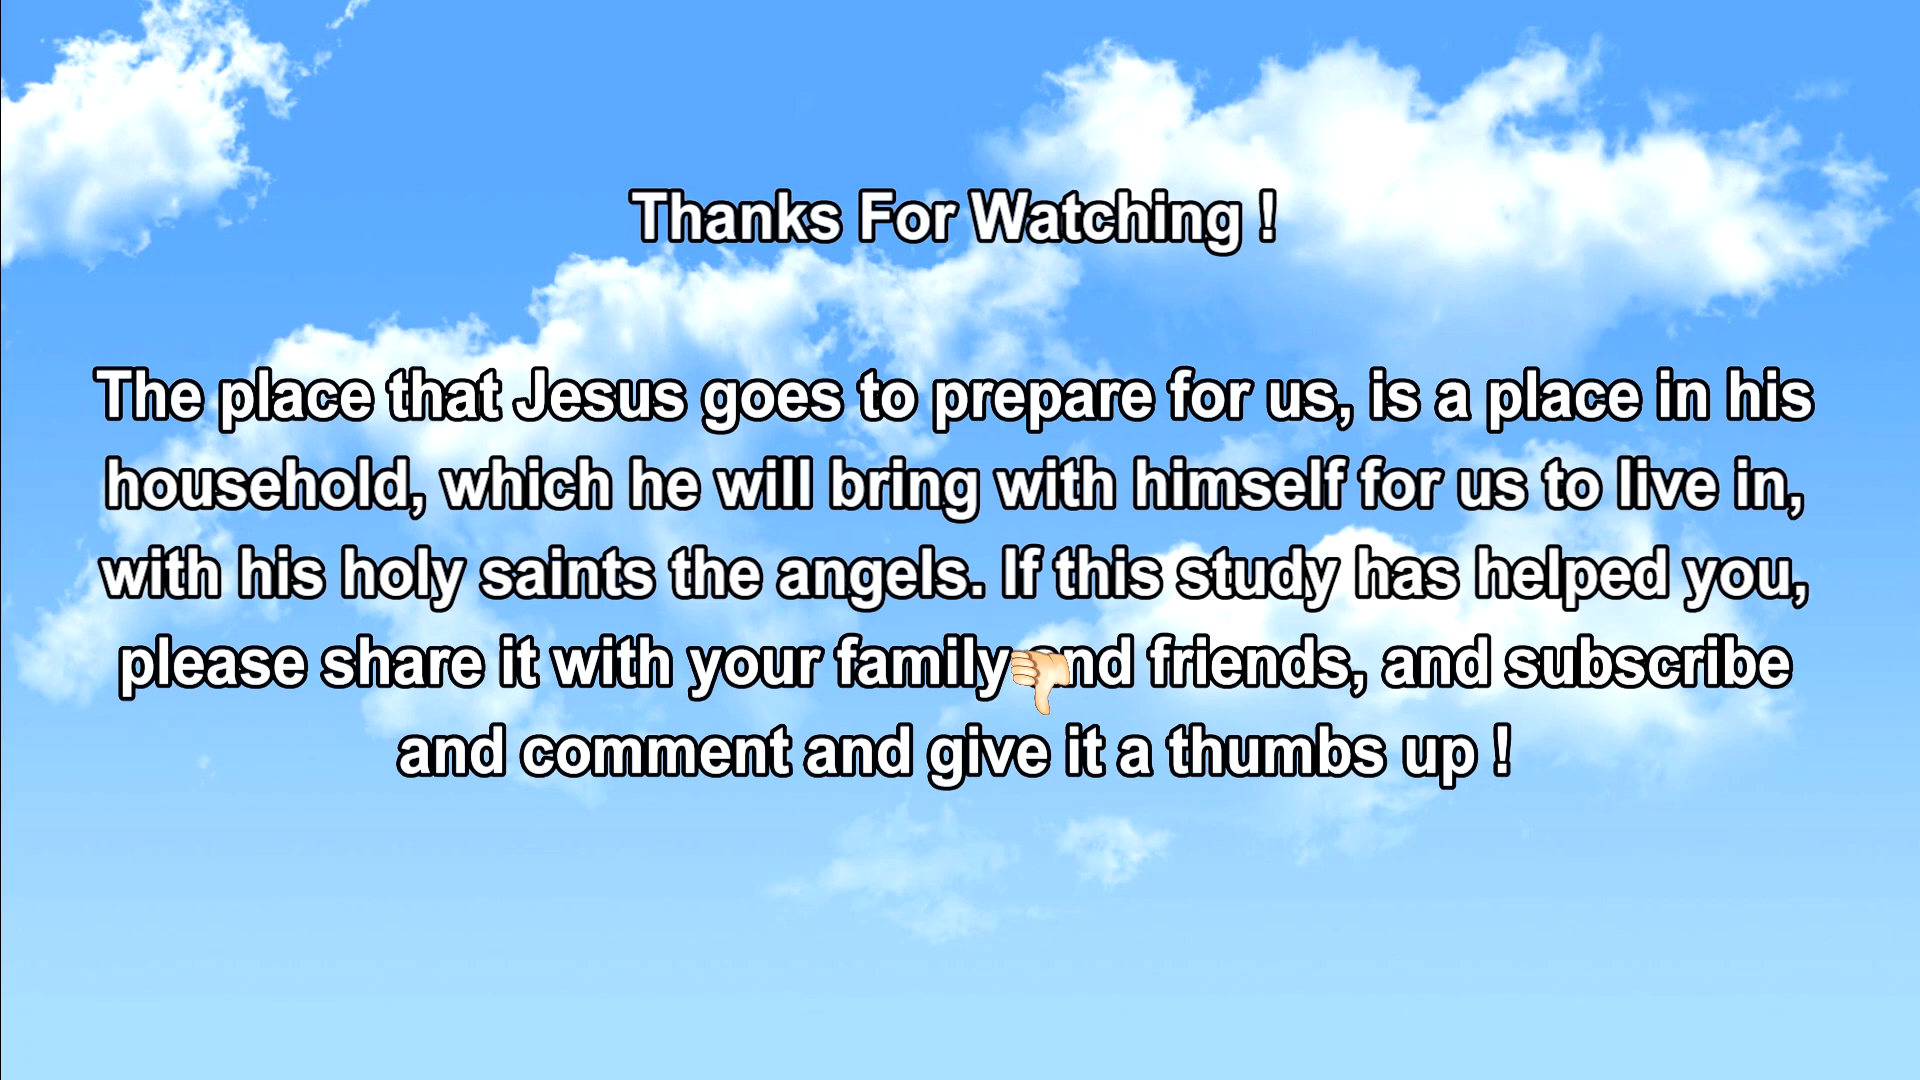 Thanks For Watching !
The place that Jesus goes to prepare for us, is a place in his
household, which he will bring with himself for us to live in,
with his holy saints the angels. If this study has helped you,
please share it with your family and friends, and subscribe
and comment and give it a thumbs up !